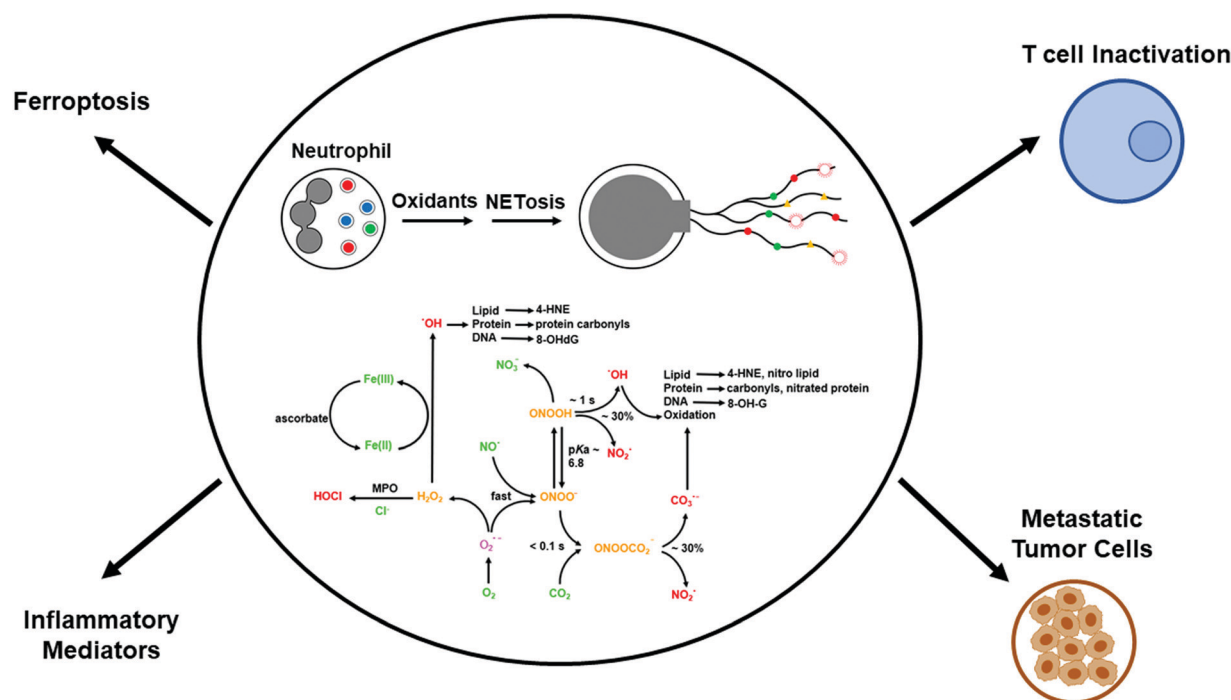 T cell Inactivation
Ferroptosis
Neutrophil
Oxidants NETosis
Lipid 4-HNE
˙OH Protein protein carbonyls
DNA 8-OHdG
NO₃⁻
˙OH
Lipid 4-HNE, nitro lipid
Protein carbonyls, nitrated protein
DNA 8-OH-G
Oxidation
Fe(III)
~ 1 s
ascorbate
ONOOH
~ 30%
Fe(II)
NO˙
pKa ~
6.8
NO₂˙
HOCl
MPO
Cl⁻
H₂O₂
fast
ONOO⁻
CO₃˙⁻
O₂˙⁻
< 0.1 s
ONOOCO₂⁻
~ 30%
O₂
CO₂
NO₂˙
Inflammatory
Mediators
Metastatic
Tumor Cells